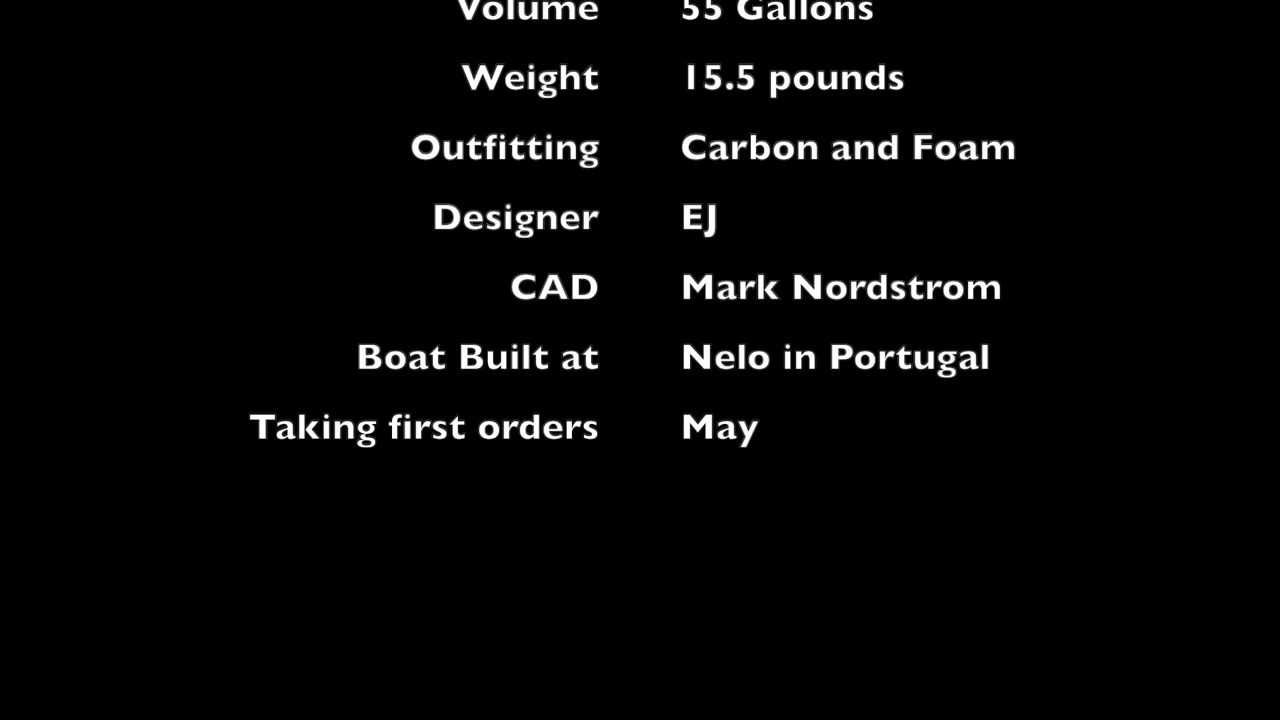 Volume 55 Gallons
Weight 15.5 pounds
Outfitting Carbon and Foam
Designer EJ
CAD Mark Nordstrom
Boat Built at Nelo in Portugal
Taking first orders May